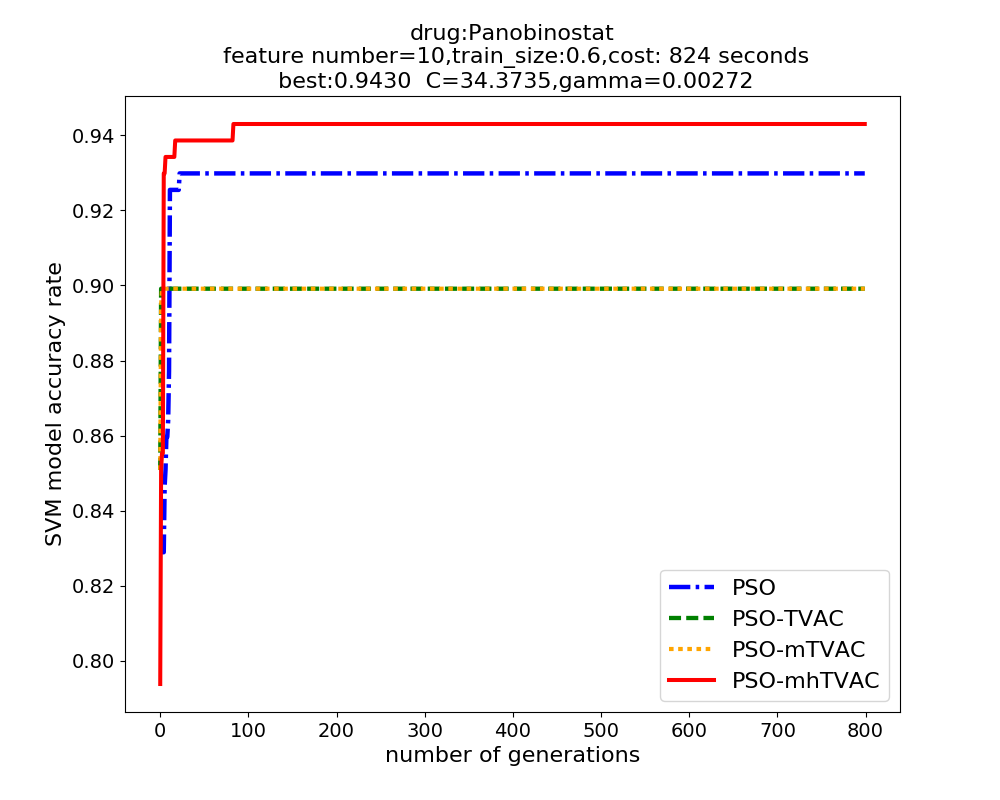 drug:Panobinostat
feature number=10,train_size:0.6,cost: 824 seconds
best:0.9430  C=34.3735,gamma=0.00272
SVM model accuracy rate
0.94
0.92
0.90
0.88
0.86
0.84
0.82
0.80
PSO
PSO-TVAC
PSO-mTVAC
PSO-mhTVAC
0 100 200 300 400 500 600 700 800
number of generations